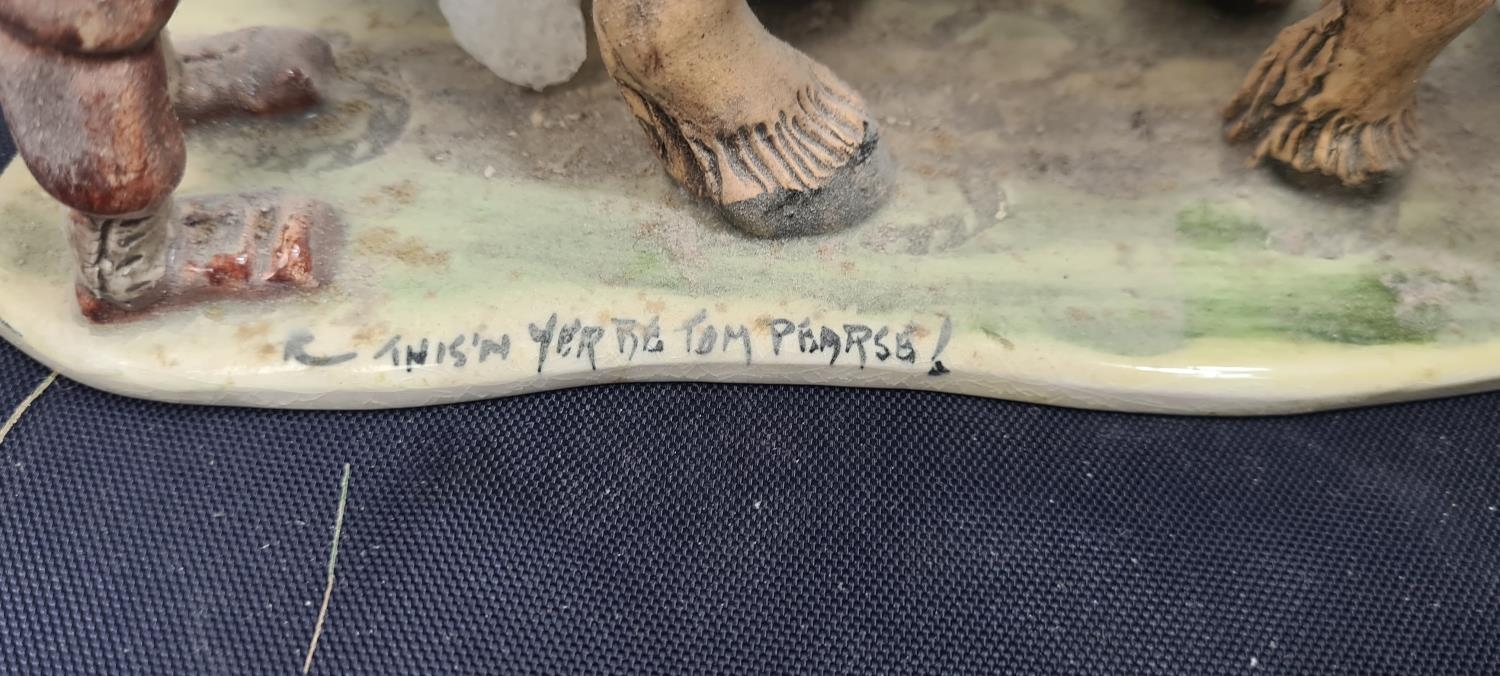 THIS'N YER BE TOM PEARSE!